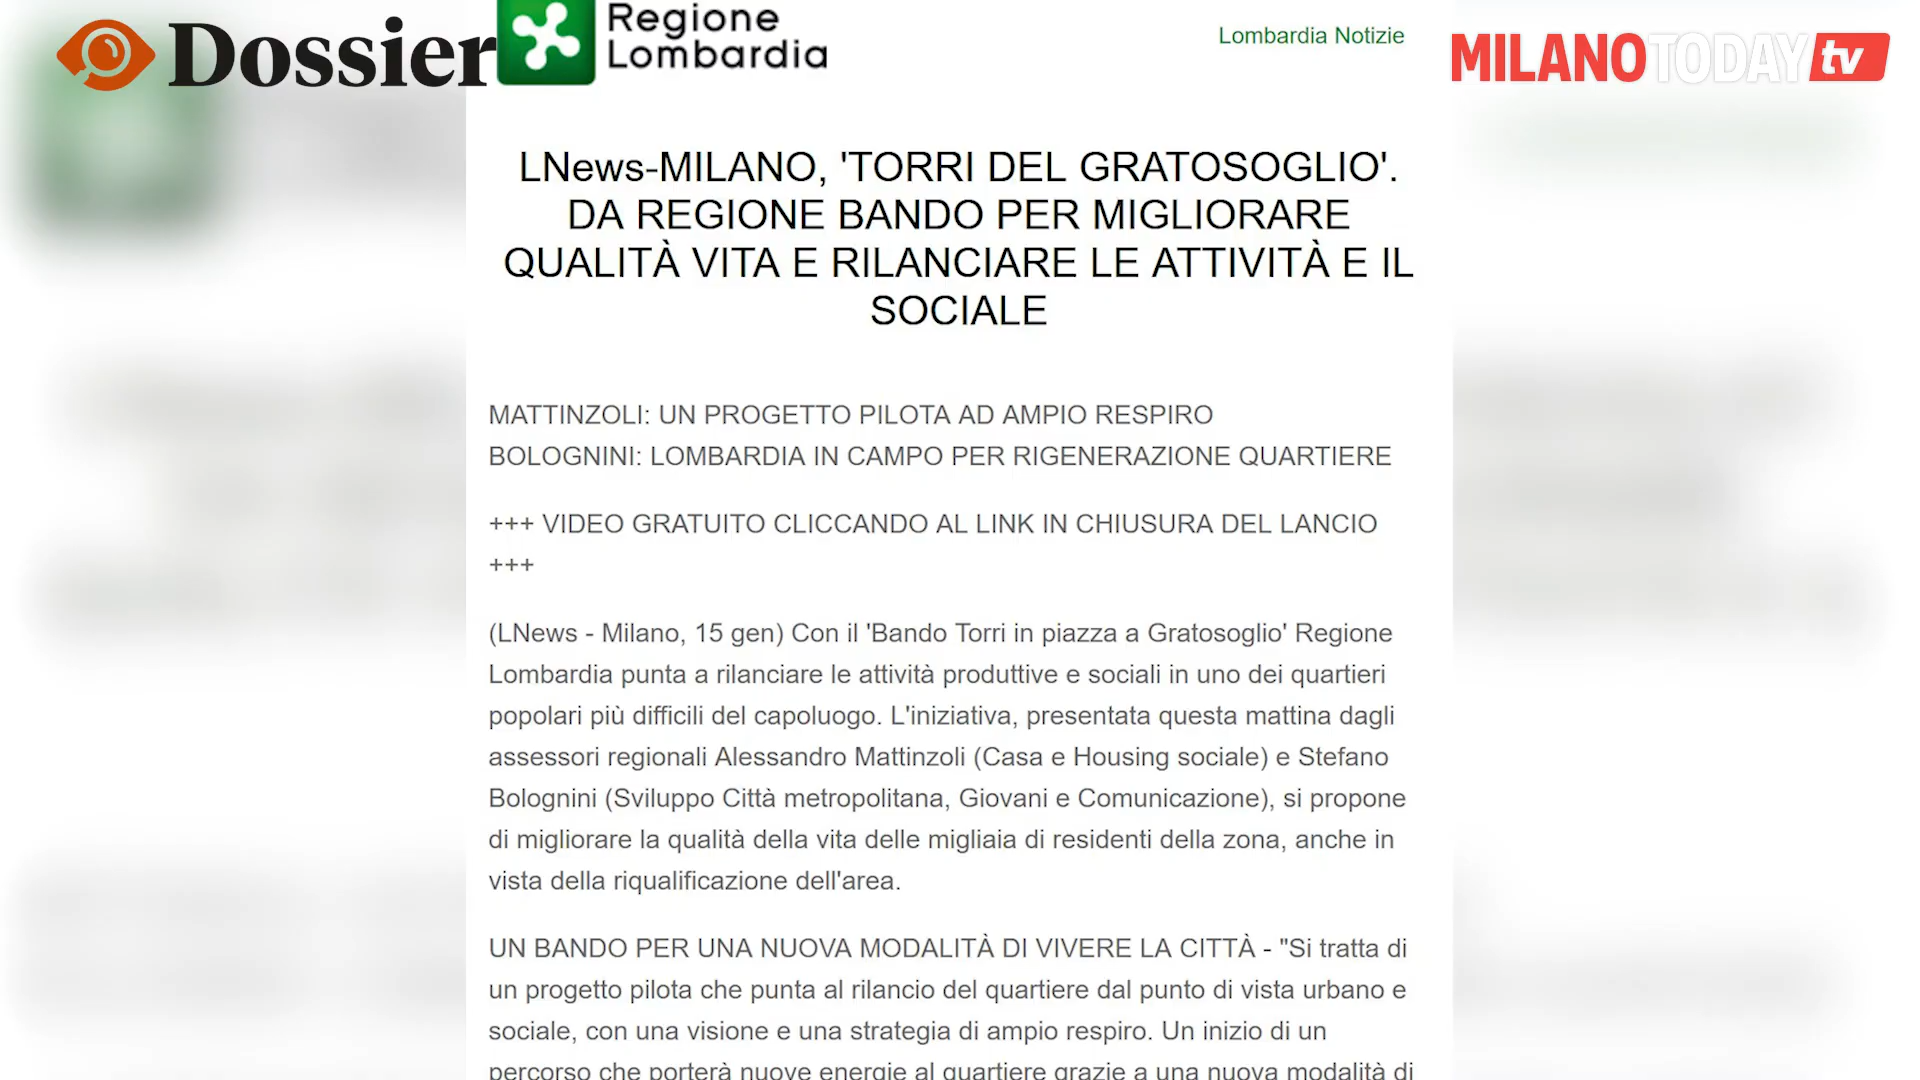 Dossier
Regione
Lombardia
Lombardia Notizie
MILANOTODAY tv
LNews-MILANO, 'TORRI DEL GRATOSOGLIO'.
DA REGIONE BANDO PER MIGLIORARE
QUALITÀ VITA E RILANCIARE LE ATTIVITÀ E IL
SOCIALE
MATTINZOLI: UN PROGETTO PILOTA AD AMPIO RESPIRO
BOLOGNINI: LOMBARDIA IN CAMPO PER RIGENERAZIONE QUARTIERE
+++ VIDEO GRATUITO CLICCANDO AL LINK IN CHIUSURA DEL LANCIO
+++
(LNews - Milano, 15 gen) Con il 'Bando Torri in piazza a Gratosoglio' Regione
Lombardia punta a rilanciare le attività produttive e sociali in uno dei quartieri
popolari più difficili del capoluogo. L'iniziativa, presentata questa mattina dagli
assessori regionali Alessandro Mattinzoli (Casa e Housing sociale) e Stefano
Bolognini (Sviluppo Città metropolitana, Giovani e Comunicazione), si propone
di migliorare la qualità della vita delle migliaia di residenti della zona, anche in
vista della riqualificazione dell'area.
UN BANDO PER UNA NUOVA MODALITÀ DI VIVERE LA CITTÀ - "Si tratta di
un progetto pilota che punta al rilancio del quartiere dal punto di vista urbano e
sociale, con una visione e una strategia di ampio respiro. Un inizio di un
percorso che porterà nuove energie al quartiere grazie a una nuova modalità di